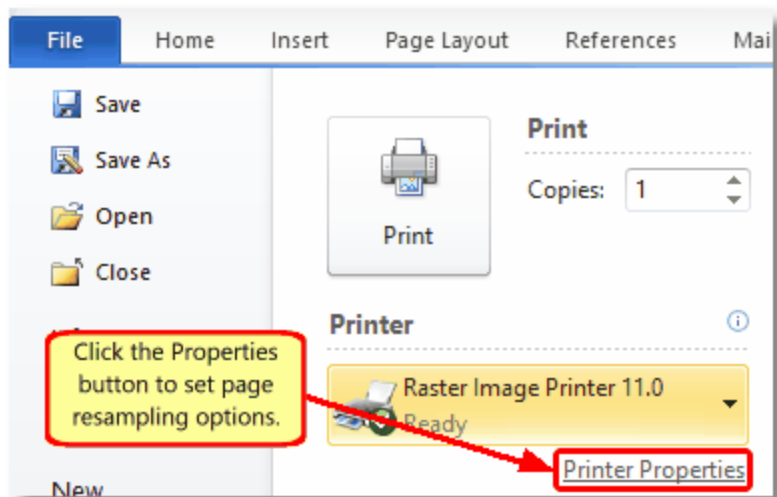 File Home Insert Page Layout References Mai
Save
Save As
Open
Close
Print
Print
Copies: 1
Printer
Click the Properties
button to set page
resampling options.
Raster Image Printer 11.0
Ready
Printer Properties
New